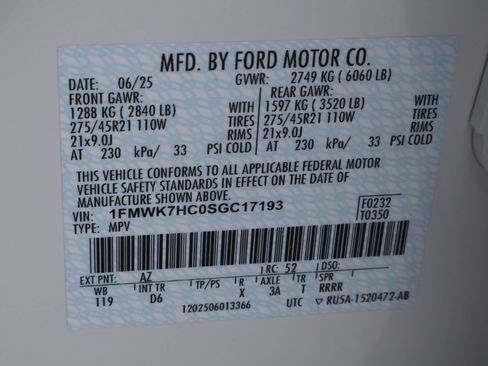 MFD. BY FORD MOTOR CO.
DATE: 06/25 GVWR: 2749 KG ( 6060 LB)
FRONT GAWR: REAR GAWR:
1288 KG ( 2840 LB) WITH 1597 KG ( 3520 LB) WITH
275/45R21 110W TIRES 275/45R21 110W TIRES
21x9.0J RIMS 21x9.0J RIMS
AT 230 kPa/ 33 PSI COLD AT 230 kPa/ 33 PSI COLD
THIS VEHICLE CONFORMS TO ALL APPLICABLE FEDERAL MOTOR
VEHICLE SAFETY STANDARDS IN EFFECT ON THE DATE OF
MANUFACTURE SHOWN ABOVE.
VIN: 1FMWK7HC0SGC17193 F0232
TYPE: MPV T0350
EXT PNT: AZ RC: 52 DSO:
WB INT TR TP/PS R AXLE TR SPR
119 D6 X 3A T RRRR
1202506013366 UTC RU5A-1520472-AB